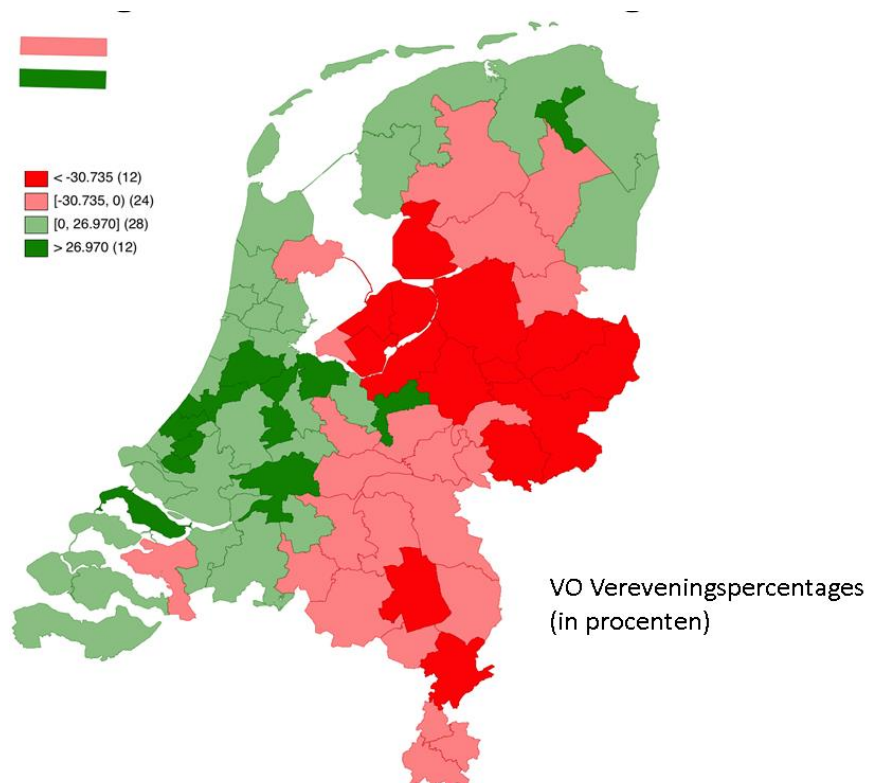 < -30.735 (12)
[-30.735, 0) (24)
[0, 26.970] (28)
> 26.970 (12)
VO Vereveningspercentages
(in procenten)